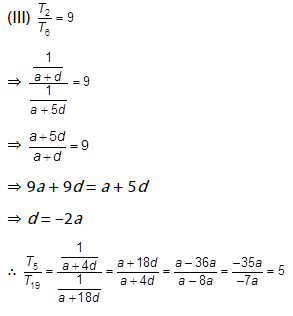 (III) T₂/T₆ = 9
⇒ (1/(a+d))/(1/(a+5d)) = 9
⇒ (a+5d)/(a+d) = 9
⇒ 9a+9d = a+5d
⇒ d = –2a
∴ T₅/T₁₉ = (1/(a+4d))/(1/(a+18d)) = (a+18d)/(a+4d) = (a–36a)/(a–8a) = (–35a)/(–7a) = 5